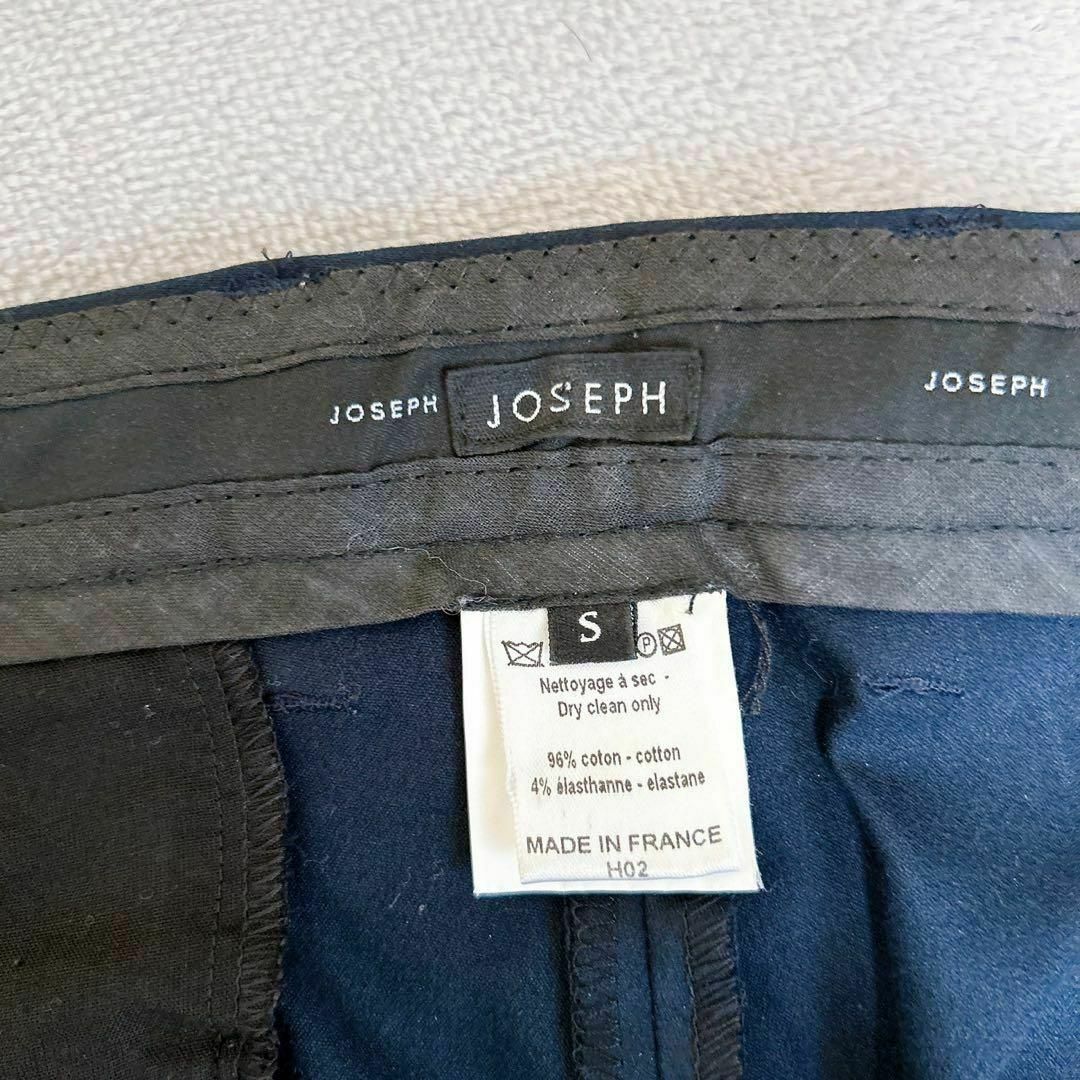 JOSEPH
JOSEPH
JOSEPH
S
P
Nettoyage à sec -
Dry clean only
96% coton - cotton
4% élasthanne - elastane
MADE IN FRANCE
H02